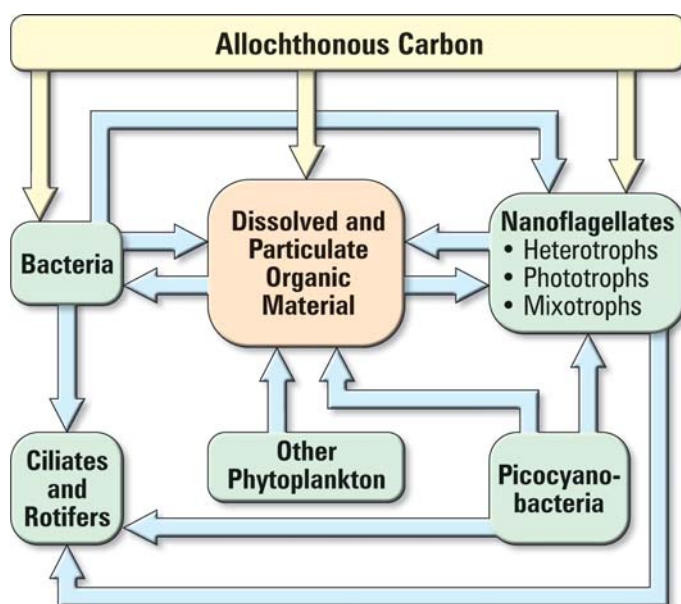 Allochthonous Carbon
Dissolved and
Particulate
Organic
Material
Nanoflagellates
• Heterotrophs
• Phototrophs
• Mixotrophs
Bacteria
Ciliates
and
Rotifers
Other
Phytoplankton
Picocyano-
bacteria